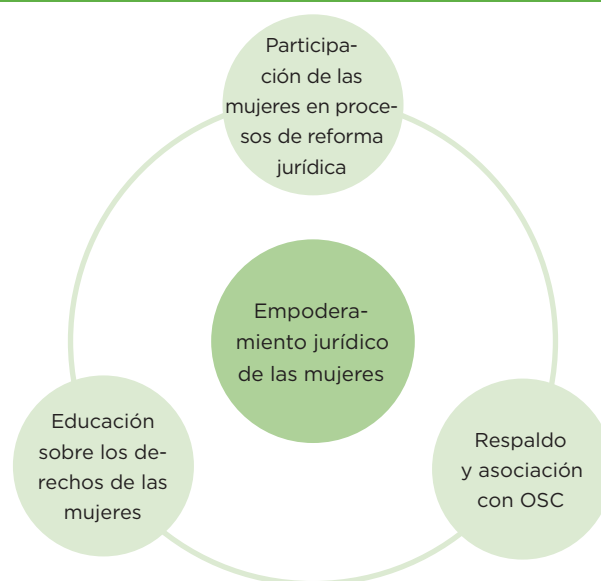 Participa-
ción de las
mujeres en proce-
sos de reforma
jurídica
Empodera-
miento jurídico
de las mujeres
Educación
sobre los de-
rechos de las
mujeres
Respaldo
y asociación
con OSC